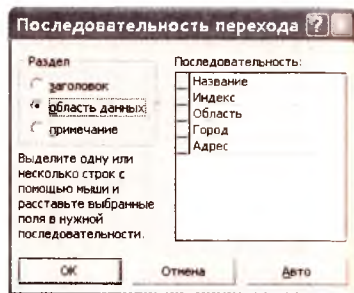 Последовательность перехода
Раздел
заголовок
область данных
примечание
Выделите одну или
несколько строк с
помощью мыши и
расставьте выбранные
поля в нужной
последовательности.
Последовательность:
Название
Индекс
Область
Город
Адрес
ОК
Отмена
Авто